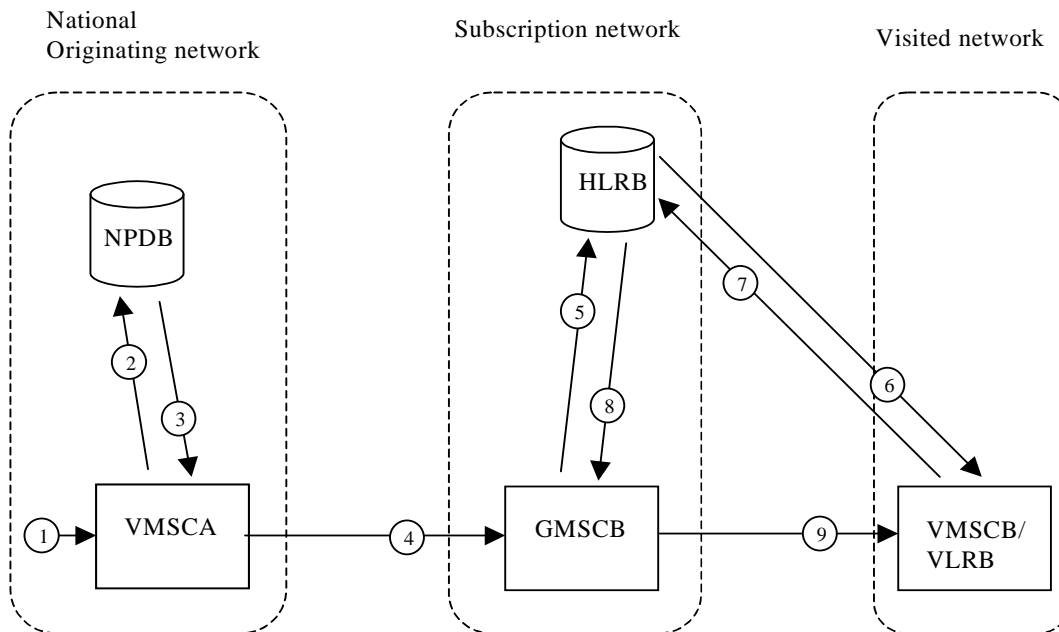 National
Originating network
Subscription network
Visited network
NPDB
HLRB
2
3
5
8
7
6
1
VMSCA
4
GMSCB
9
VMSCB/
VLRB